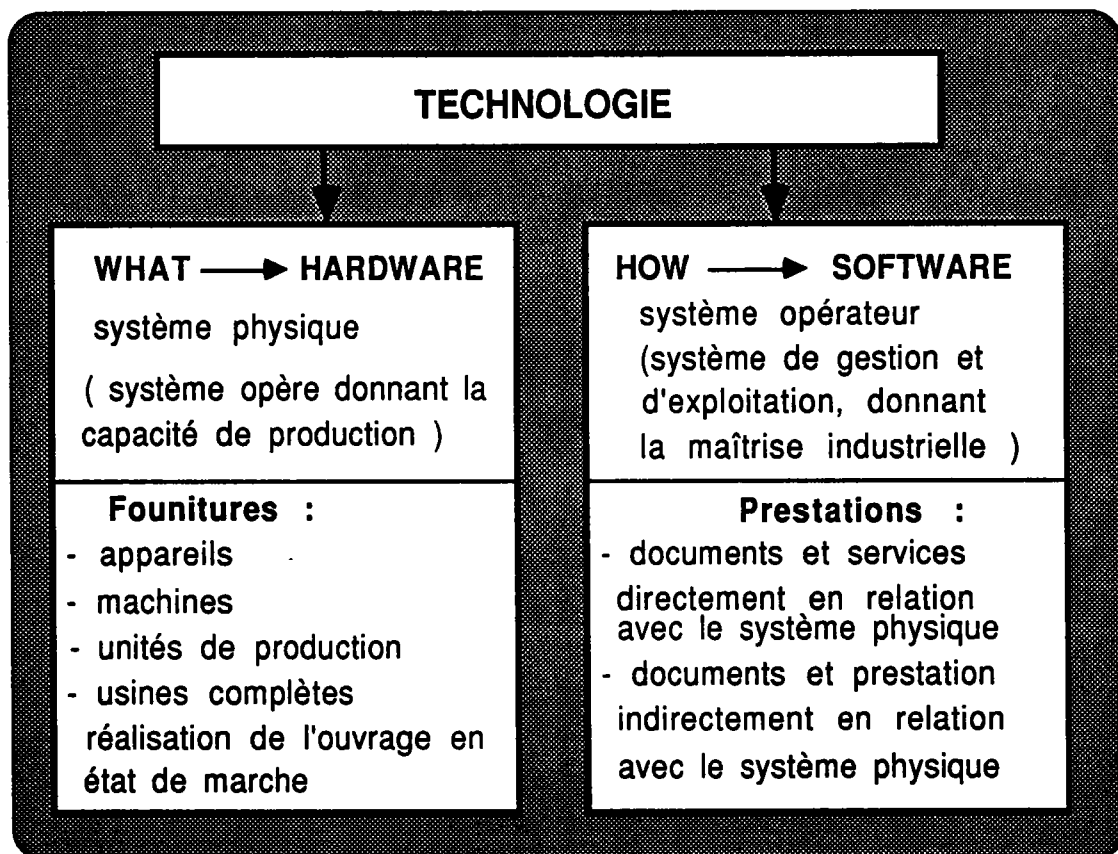 TECHNOLOGIE
WHAT → HARDWARE
système physique
( système opère donnant la
capacité de production )
Founitures :
- appareils
- machines
- unités de production
- usines complètes
réalisation de l'ouvrage en
état de marche
HOW → SOFTWARE
système opérateur
(système de gestion et
d'exploitation, donnant
la maîtrise industrielle )
Prestations :
- documents et services
directement en relation
avec le système physique
- documents et prestation
indirectement en relation
avec le système physique